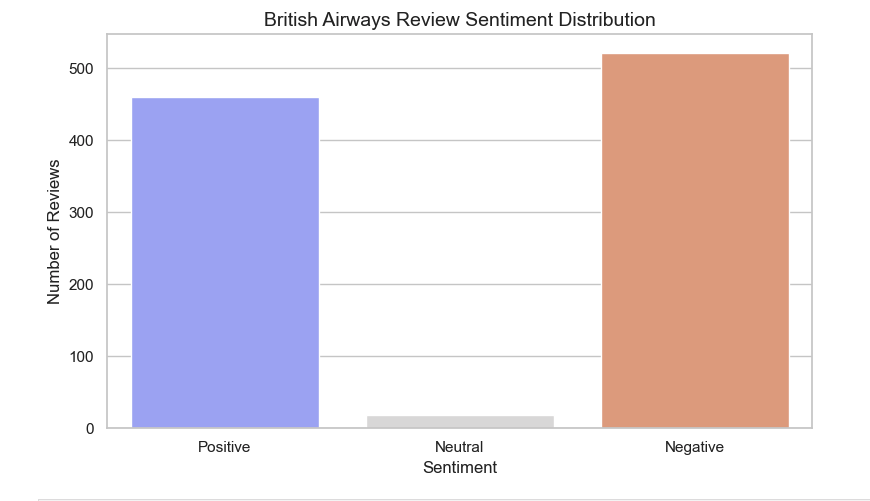 British Airways Review Sentiment Distribution
500
400
300
200
100
0
Number of Reviews
Positive Neutral Negative
Sentiment